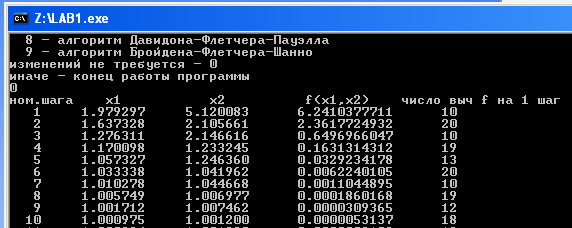 Z:\LAB1.exe
8 - алгоритм Давидона-Флетчера-Пауэлла
9 - алгоритм Бройдена-Флетчера-Шанно
изменений не требуется - 0
иначе - конец работы программы
0
ном.шага x1 x2 f(x1,x2) число выч f на 1 шаг
1 1.979297 5.120083 6.2410377711 10
2 1.637328 2.105661 2.3617724932 20
3 1.276311 2.146616 0.6496966047 10
4 1.170098 1.233245 0.1631314312 19
5 1.057327 1.246360 0.0329234178 13
6 1.033338 1.041962 0.0062240105 20
7 1.010278 1.044668 0.0011044895 10
8 1.005749 1.006977 0.0001860168 19
9 1.001712 1.007462 0.0000309365 12
10 1.000975 1.001200 0.0000053137 18